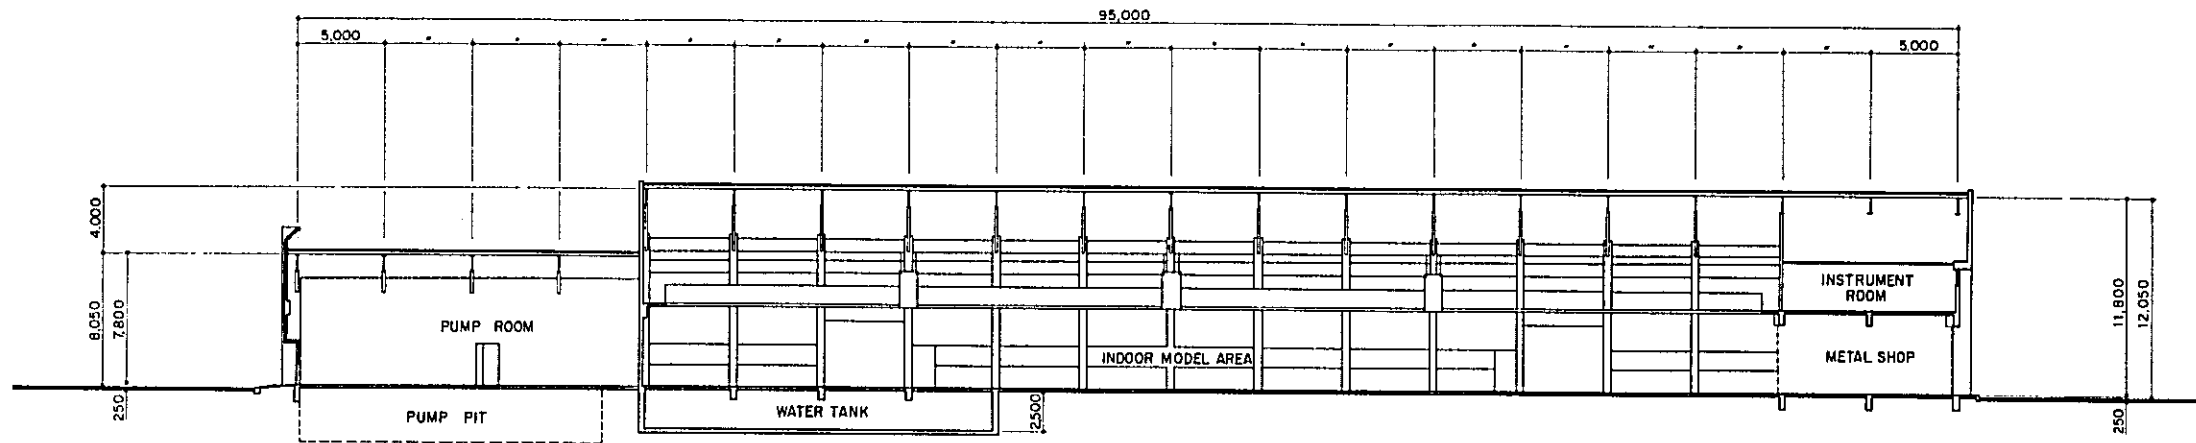 95,000
5,000 " " " " " " " " " " " " " " " " " 5,000
4,000
8,050
7,800
250
PUMP ROOM
PUMP PIT
WATER TANK
2,500
INDOOR MODEL AREA
INSTRUMENT
ROOM
METAL SHOP
11,800
12,050
250